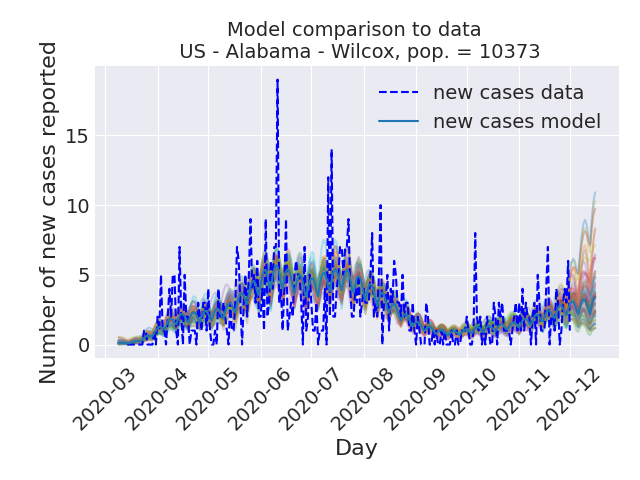 Model comparison to data
US - Alabama - Wilcox, pop. = 10373
Number of new cases reported
15
10
5
0
new cases data
new cases model
2020-03
2020-04
2020-05
2020-06
2020-07
2020-08
2020-09
2020-10
2020-11
2020-12
Day